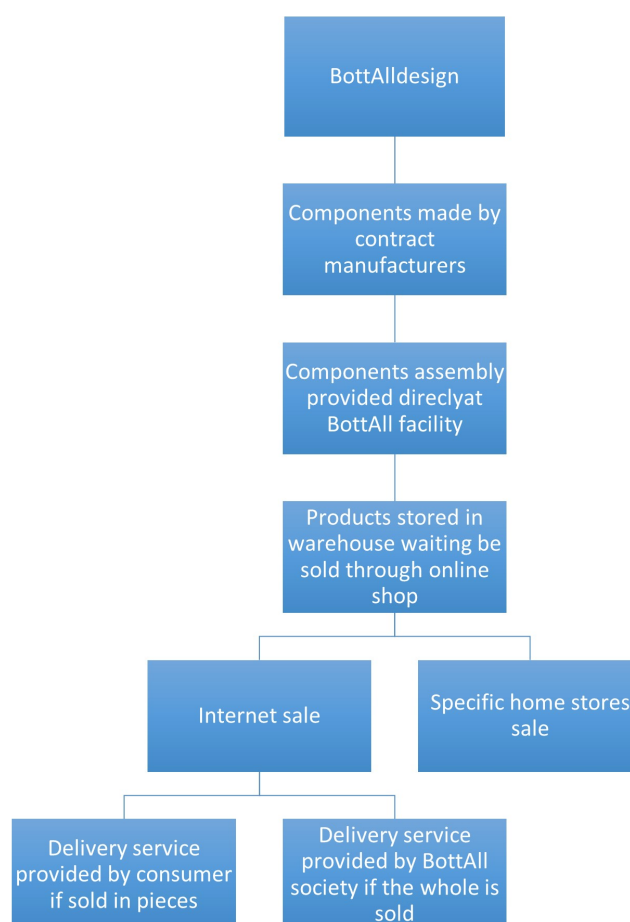 BottAlldesign
Components made by
contract
manufacturers
Components assembly
provided direclyat
BottAll facility
Products stored in
warehouse waiting be
sold through online
shop
Internet sale
Specific home stores
sale
Delivery service
provided by consumer
if sold in pieces
Delivery service
provided by BottAll
society if the whole is
sold